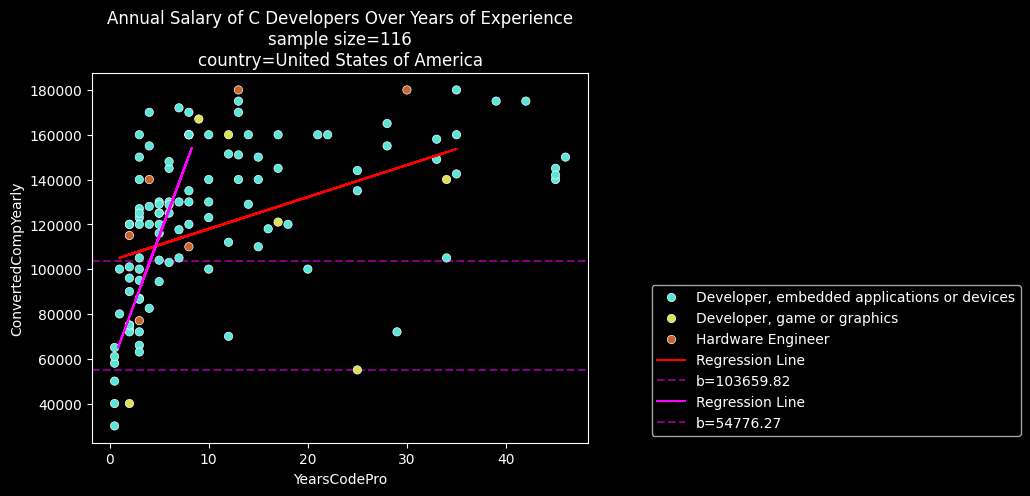 Annual Salary of C Developers Over Years of Experience
sample size=116
country=United States of America
ConvertedCompYearly
180000
160000
140000
120000
100000
80000
60000
40000
0 10 20 30 40
YearsCodePro
Developer, embedded applications or devices
Developer, game or graphics
Hardware Engineer
Regression Line
b=103659.82
Regression Line
b=54776.27